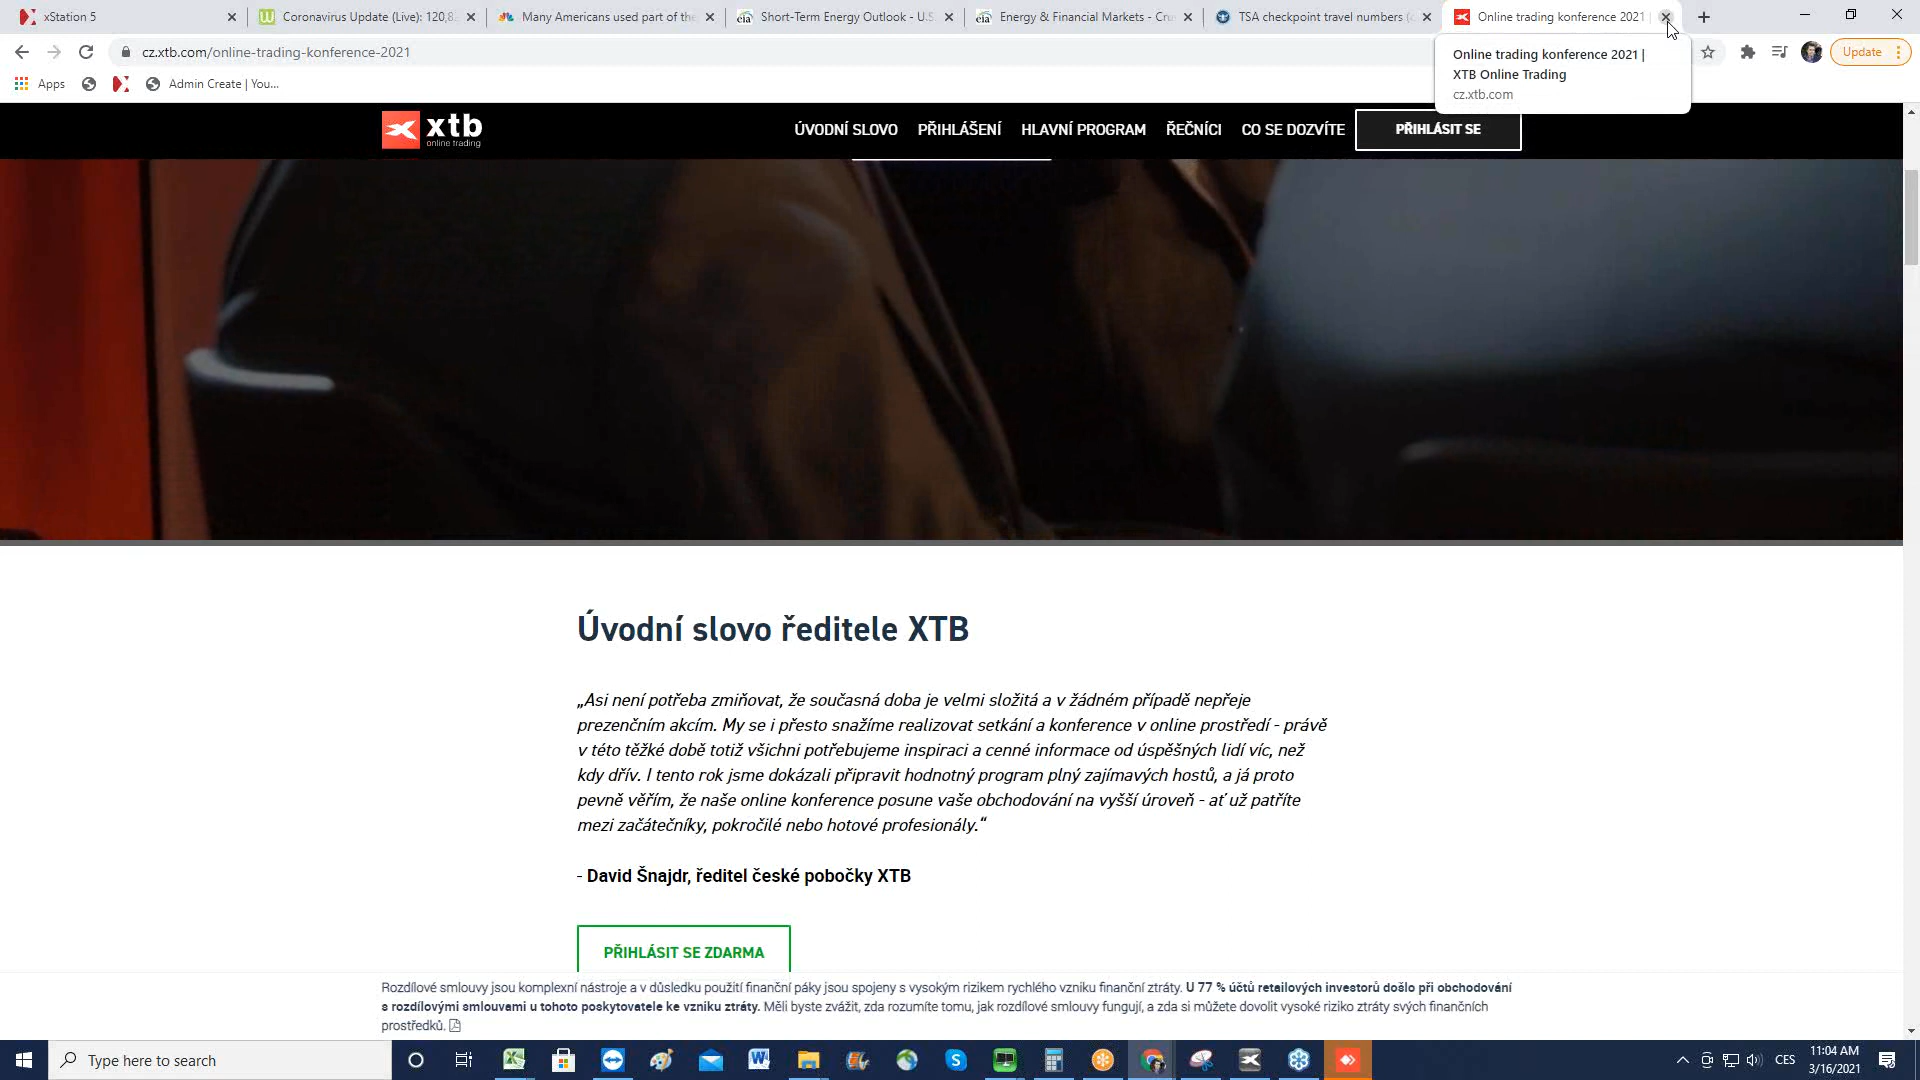 xStation 5
Coronavirus Update (Live): 120,8
Many Americans used part of the
Short-Term Energy Outlook - U.S
Energy & Financial Markets - Cru
TSA checkpoint travel numbers (c
Online trading konference 2021 |
cz.xtb.com/online-trading-konference-2021
Update
Online trading konference 2021 |
XTB Online Trading
cz.xtb.com
Apps
Admin Create | You...
xtb
online trading
ÚVODNÍ SLOVO
PŘIHLÁŠENÍ
HLAVNÍ PROGRAM
ŘEČNÍCI
CO SE DOZVÍTE
PŘIHLÁSIT SE
Úvodní slovo ředitele XTB
„Asi není potřeba zmiňovat, že současná doba je velmi složitá a v žádném případě nepřeje
prezenčním akcím. My se i přesto snažíme realizovat setkání a konference v online prostředí - právě
v této těžké době totiž všichni potřebujeme inspiraci a cenné informace od úspěšných lidí víc, než
kdy dřív. I tento rok jsme dokázali připravit hodnotný program plný zajímavých hostů, a já proto
pevně věřím, že naše online konference posune vaše obchodování na vyšší úroveň - ať už patříte
mezi začátečníky, pokročilé nebo hotové profesionály.“
- David Šnajdr, ředitel české pobočky XTB
PŘIHLÁSIT SE ZDARMA
Rozdílové smlouvy jsou komplexní nástroje a v důsledku použití finanční páky jsou spojeny s vysokým rizikem rychlého vzniku finanční ztráty. U 77 % účtů retailových investorů došlo při obchodování
s rozdílovými smlouvami u tohoto poskytovatele ke vzniku ztráty. Měli byste zvážit, zda rozumíte tomu, jak rozdílové smlouvy fungují, a zda si můžete dovolit vysoké riziko ztráty svých finančních
prostředků.
Type here to search
CES
11:04 AM
3/16/2021